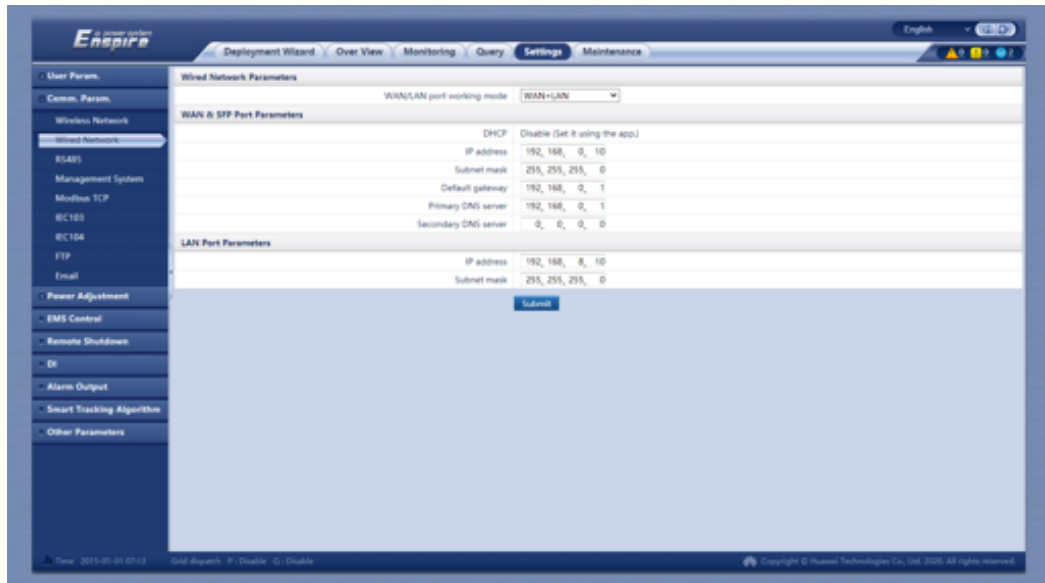 e power system
Enspire
English
Deployment Wizard Over View Monitoring Query Settings Maintenance
0 0 2
User Param.
Comm. Param.
Wireless Network
Wired Network
RS485
Management System
Modbus TCP
IEC103
IEC104
FTP
Email
Power Adjustment
EMS Control
Remote Shutdown
DI
Alarm Output
Smart Tracking Algorithm
Other Parameters
Wired Network Parameters
WAN/LAN port working mode WAN+LAN
WAN & SFP Port Parameters
DHCP Disable (Set it using the app.)
IP address 192, 168, 0, 10
Subnet mask 255, 255, 255, 0
Default gateway 192, 168, 0, 1
Primary DNS server 192, 168, 0, 1
Secondary DNS server 0, 0, 0, 0
LAN Port Parameters
IP address 192, 168, 8, 10
Subnet mask 255, 255, 255, 0
Submit
Time 2015-01-01 07:13 Grid dispatch P : Disable Q : Disable Copyright © Huawei Technologies Co., Ltd. 2020. All rights reserved.